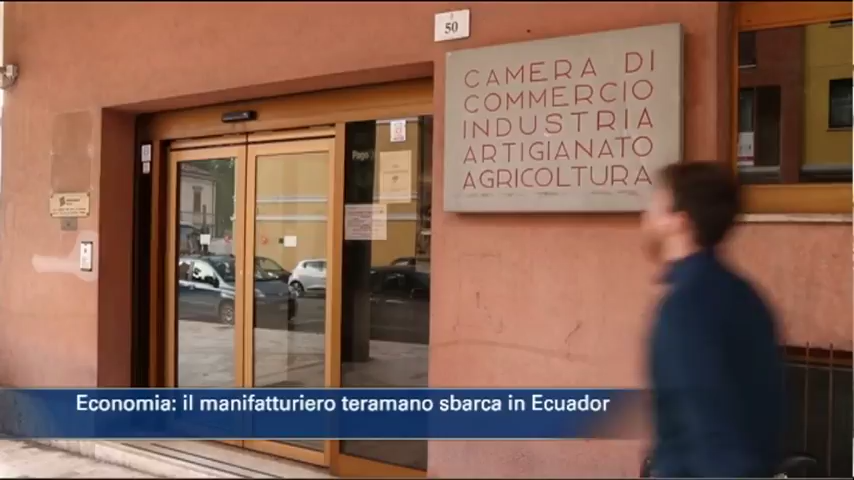 50
CAMERA DI
COMMERCIO
INDUSTRIA
ARTIGIANATO
AGRICOLTURA
Economia: il manifatturiero teramano sbarca in Ecuador